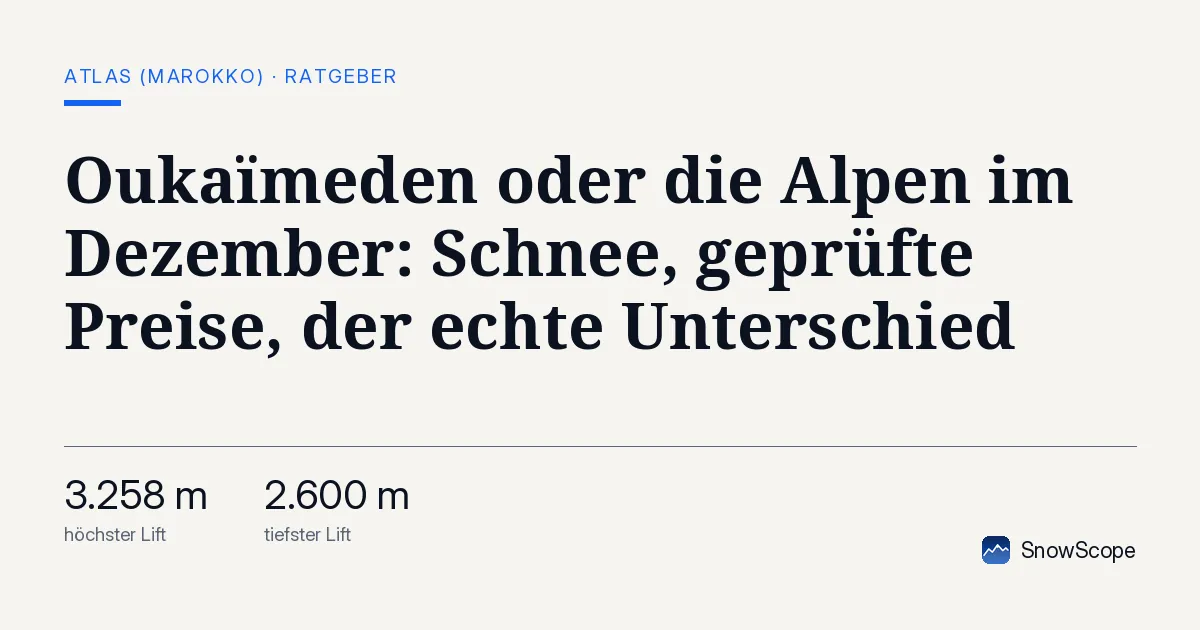 ATLAS (MAROKKO) · RATGEBER
Oukaïmeden oder die Alpen im
Dezember: Schnee, geprüfte
Preise, der echte Unterschied
3.258 m
höchster Lift
2.600 m
tiefster Lift
SnowScope